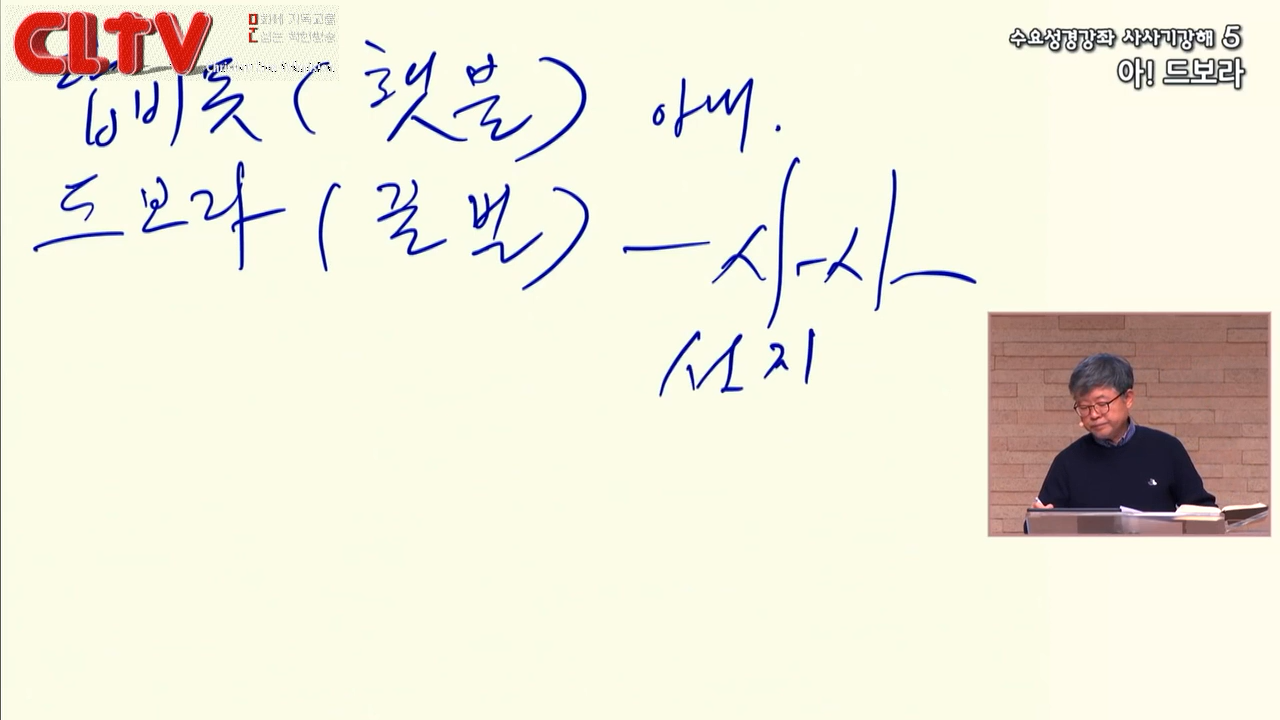 CLTV
수요성경강좌 사사기강해 5
아! 드보라
랍비돗 (횃불) 아내.
드보라 (꿀벌) — 사사
선지